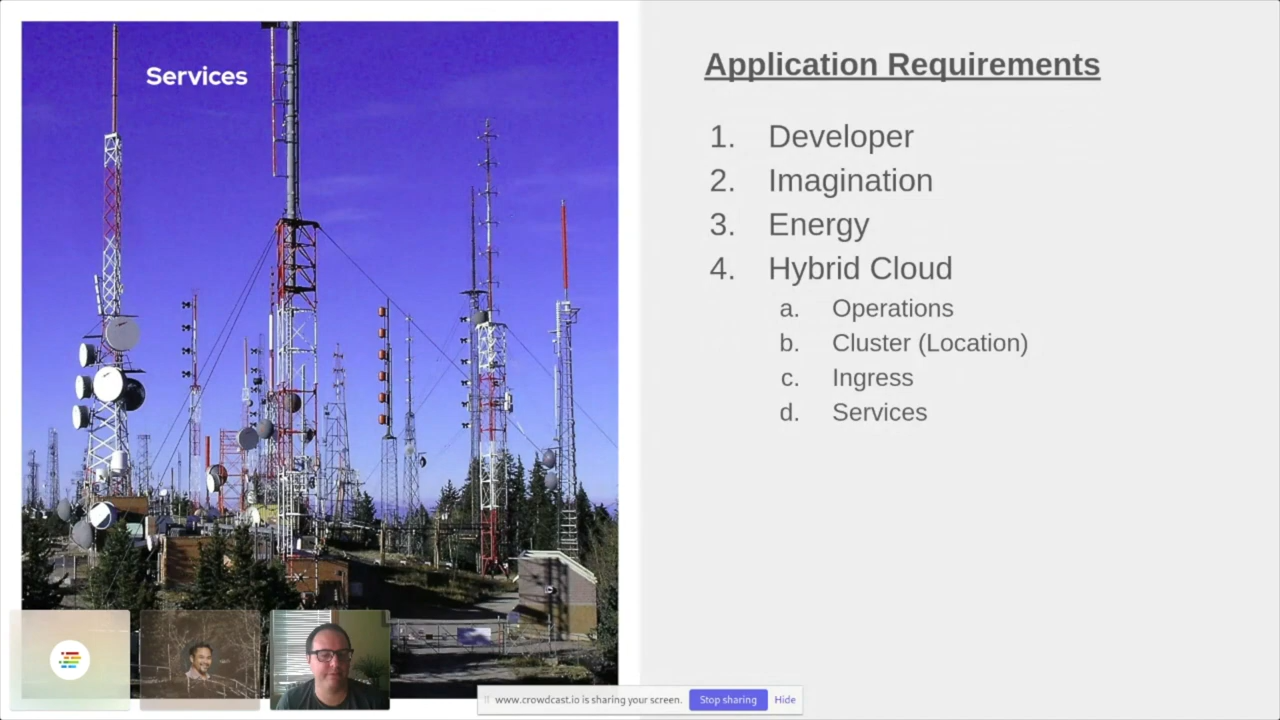 Services
Application Requirements
1. Developer
2. Imagination
3. Energy
4. Hybrid Cloud
a. Operations
b. Cluster (Location)
c. Ingress
d. Services
www.crowdcast.io is sharing your screen. Stop sharing Hide